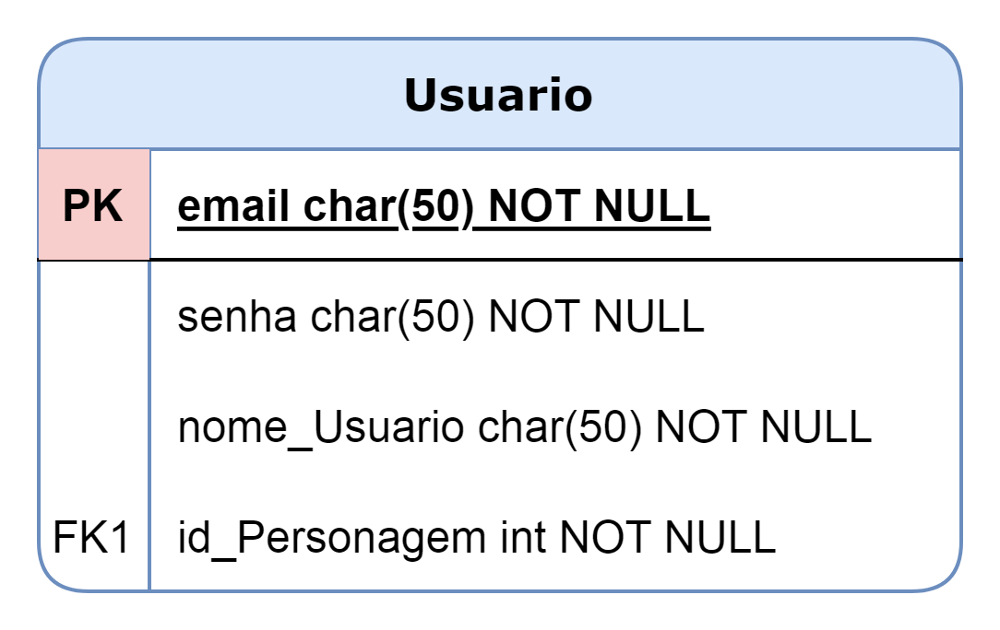 Usuario
PK email char(50) NOT NULL
senha char(50) NOT NULL
nome_Usuario char(50) NOT NULL
FK1 id_Personagem int NOT NULL